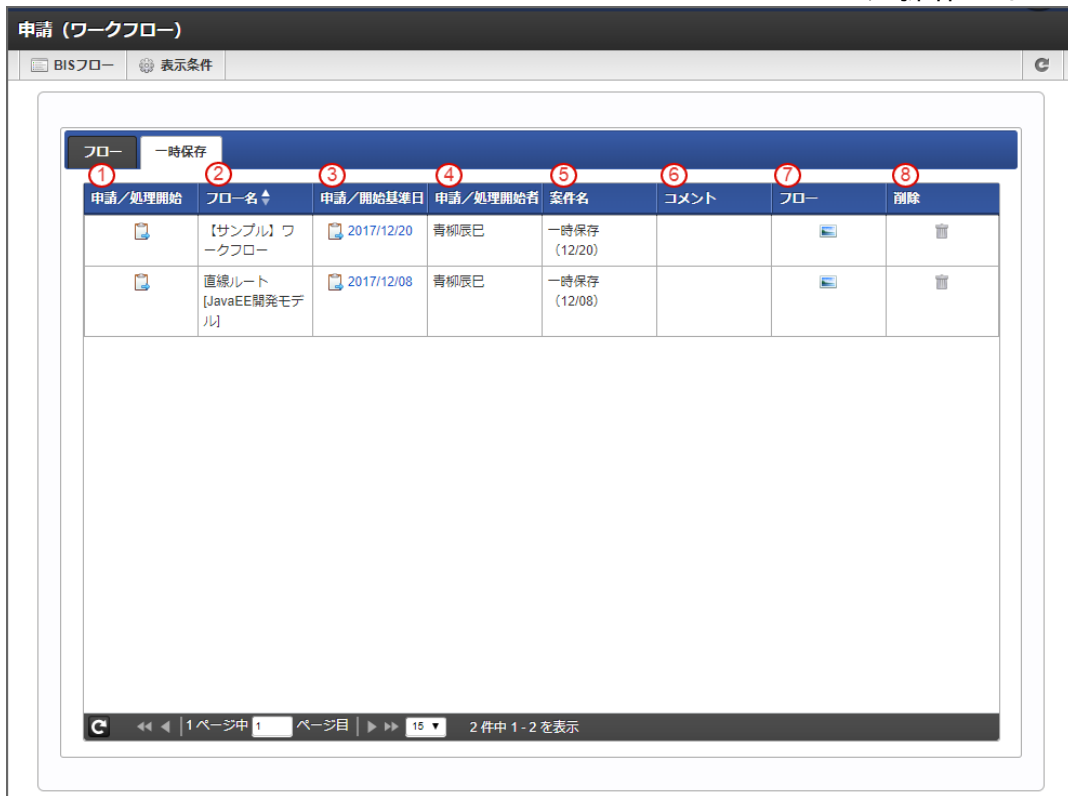 申請（ワークフロー）
BISフロー 表示条件
フロー 一時保存
① ② ③ ④ ⑤ ⑥ ⑦ ⑧
申請／処理開始 フロー名 申請／開始基準日 申請／処理開始者 案件名 コメント フロー 削除
【サンプル】ワ 2017/12/20 青柳辰巳 一時保存
ークフロー （12/20）
直線ルート 2017/12/08 青柳辰巳 一時保存
[JavaEE開発モデ （12/08）
ル]
1 ページ中 1 ページ目 15 2 件中 1 - 2 を表示